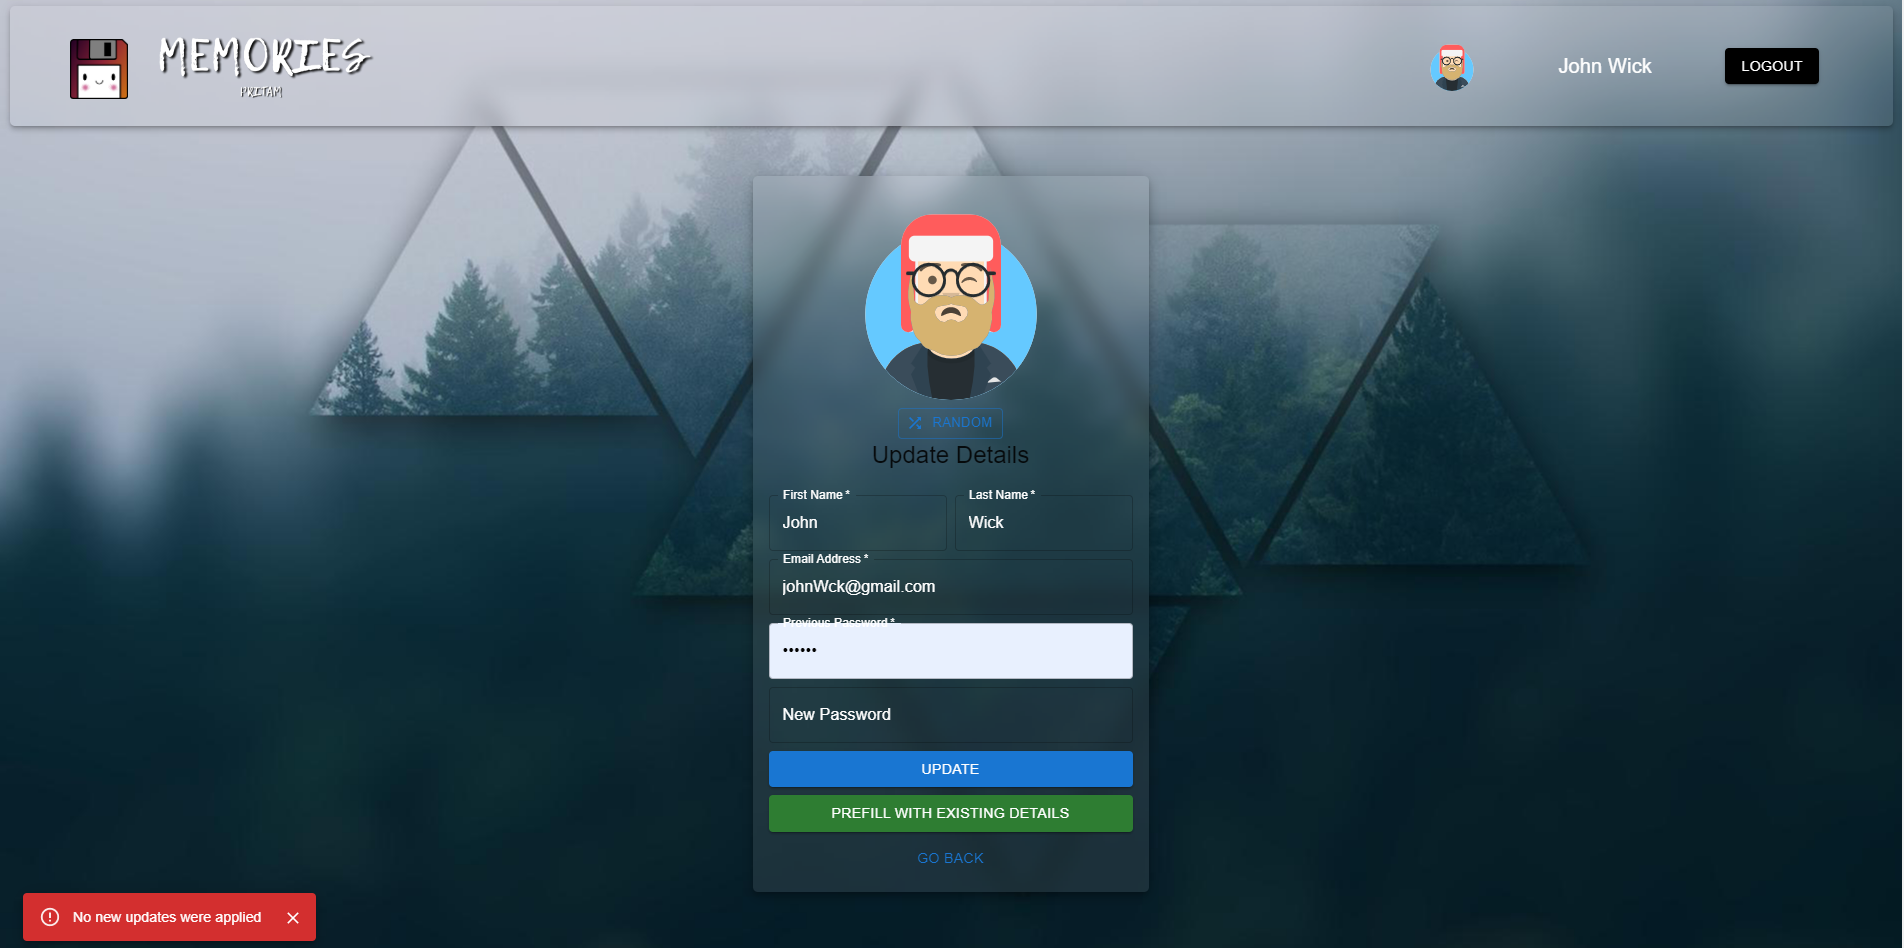 MEMORIES
PRITAM
John Wick
LOGOUT
RANDOM
Update Details
First Name *
Last Name *
John
Wick
Email Address *
johnWck@gmail.com
Previous Password *
••••••
New Password
UPDATE
PREFILL WITH EXISTING DETAILS
GO BACK
No new updates were applied